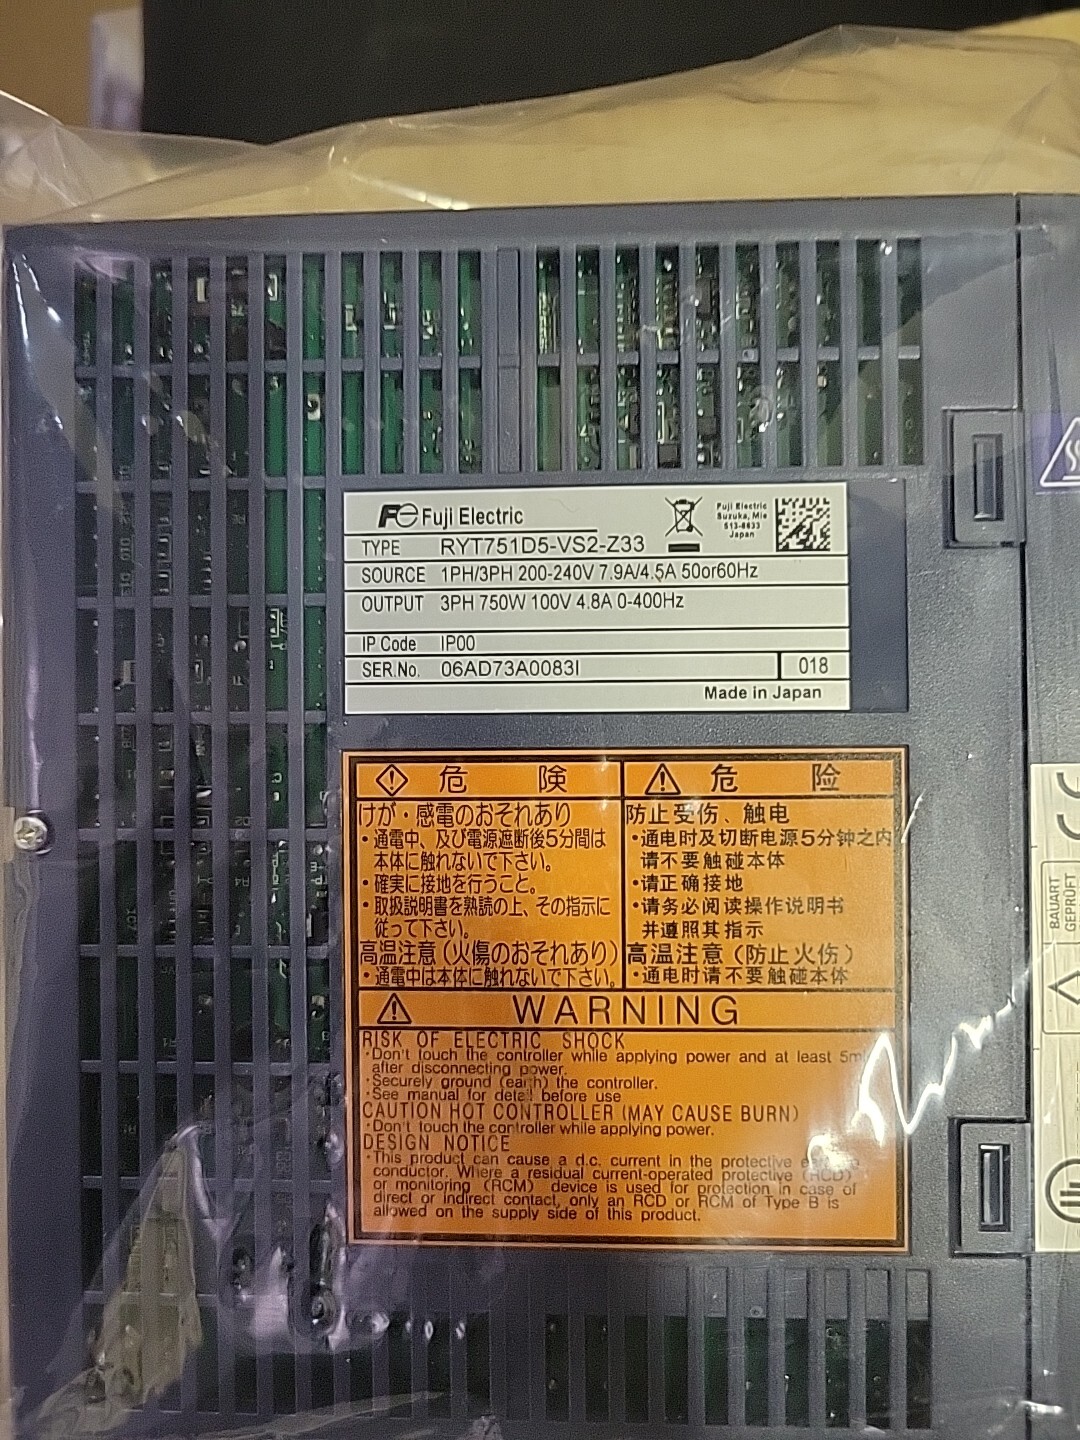 Fuji Electric
Fuji Electric
Suzuka, Mie
513-8633
Japan
TYPE RYT751D5-VS2-Z33
SOURCE 1PH/3PH 200-240V 7.9A/4.5A 50or60Hz
OUTPUT 3PH 750W 100V 4.8A 0-400Hz
IP Code IP00
SER.No. 06AD73A0083I 018
Made in Japan
危 険
けが・感電のおそれあり
・通電中、及び電源遮断後5分間は
本体に触れないで下さい。
・確実に接地を行うこと。
・取扱説明書を熟読の上、その指示に
従って下さい。
高温注意(火傷のおそれあり)
・通電中は本体に触れないで下さい。
危 险
防止受伤、触电
・通电时及切断电源5分钟之内
请不要触碰本体
・请正确接地
・请务必阅读操作说明书
并遵照其指示
高温注意(防止火伤)
・通电时请不要触碰本体
WARNING
RISK OF ELECTRIC SHOCK
・Don't touch the controller while applying power and at least 5mi
after disconnecting power.
・Securely ground (earth) the controller.
・See manual for detail before use
CAUTION HOT CONTROLLER (MAY CAUSE BURN)
・Don't touch the controller while applying power.
DESIGN NOTICE
・This product can cause a d.c. current in the protective
conductor. Where a residual current-operated protective (RCD)
or monitoring (RCM) device is used for protection in case of
direct or indirect contact, only an RCD or RCM of Type B is
allowed on the supply side of this product.
BAUART
GEPRÜFT